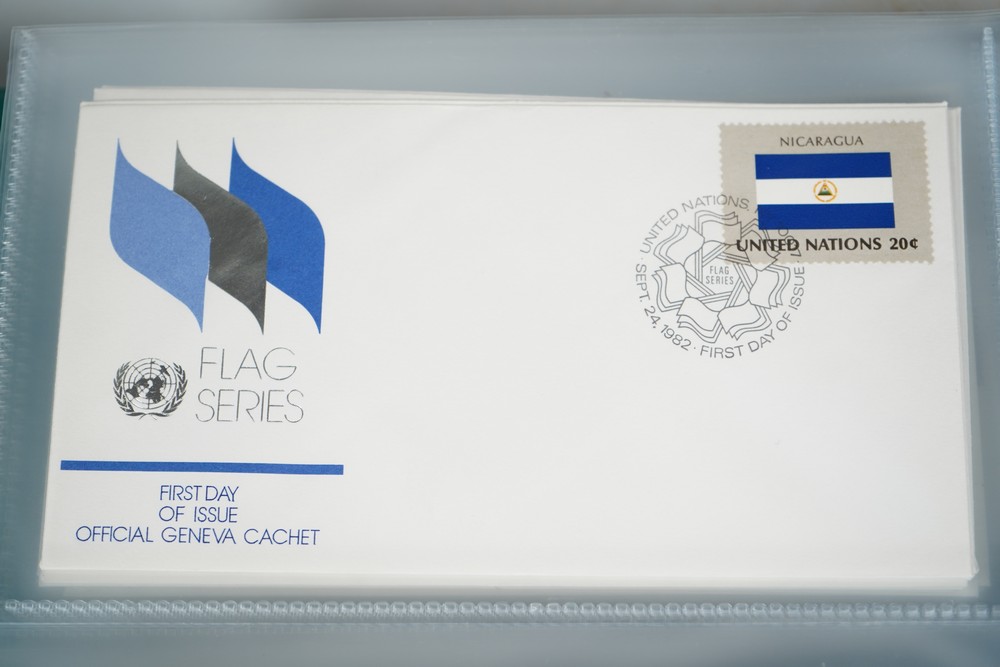 NICARAGUA
UNITED NATIONS 20¢
UNITED NATIONS,
FLAG
SERIES
SEPT. 24, 1982 · FIRST DAY OF ISSUE
FLAG
SERIES
FIRST DAY
OF ISSUE
OFFICIAL GENEVA CACHET